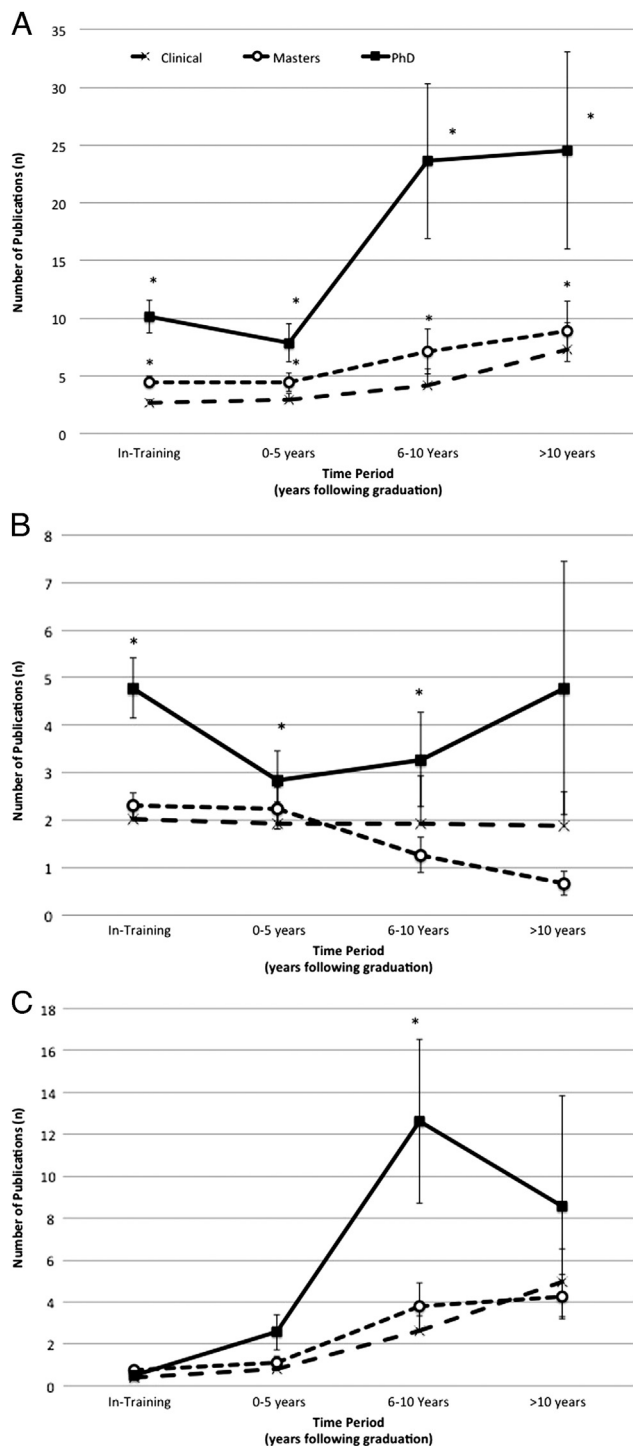 A
35
Clinical
Masters
PhD
30
*
*
25
20
Number of Publications (n)
15
*
*
*
10
*
*
*
5
0
In-Training
0-5 years
6-10 Years
>10 years
Time Period
(years following graduation)
B
8
7
6
*
5
*
*
Number of Publications (n)
4
3
2
1
0
In-Training
0-5 years
6-10 Years
>10 years
Time Period
(years following graduation)
C
18
*
16
14
12
Number of Publications (n)
10
8
6
4
2
0
In-Training
0-5 years
6-10 Years
>10 years
Time Period
(years following graduation)